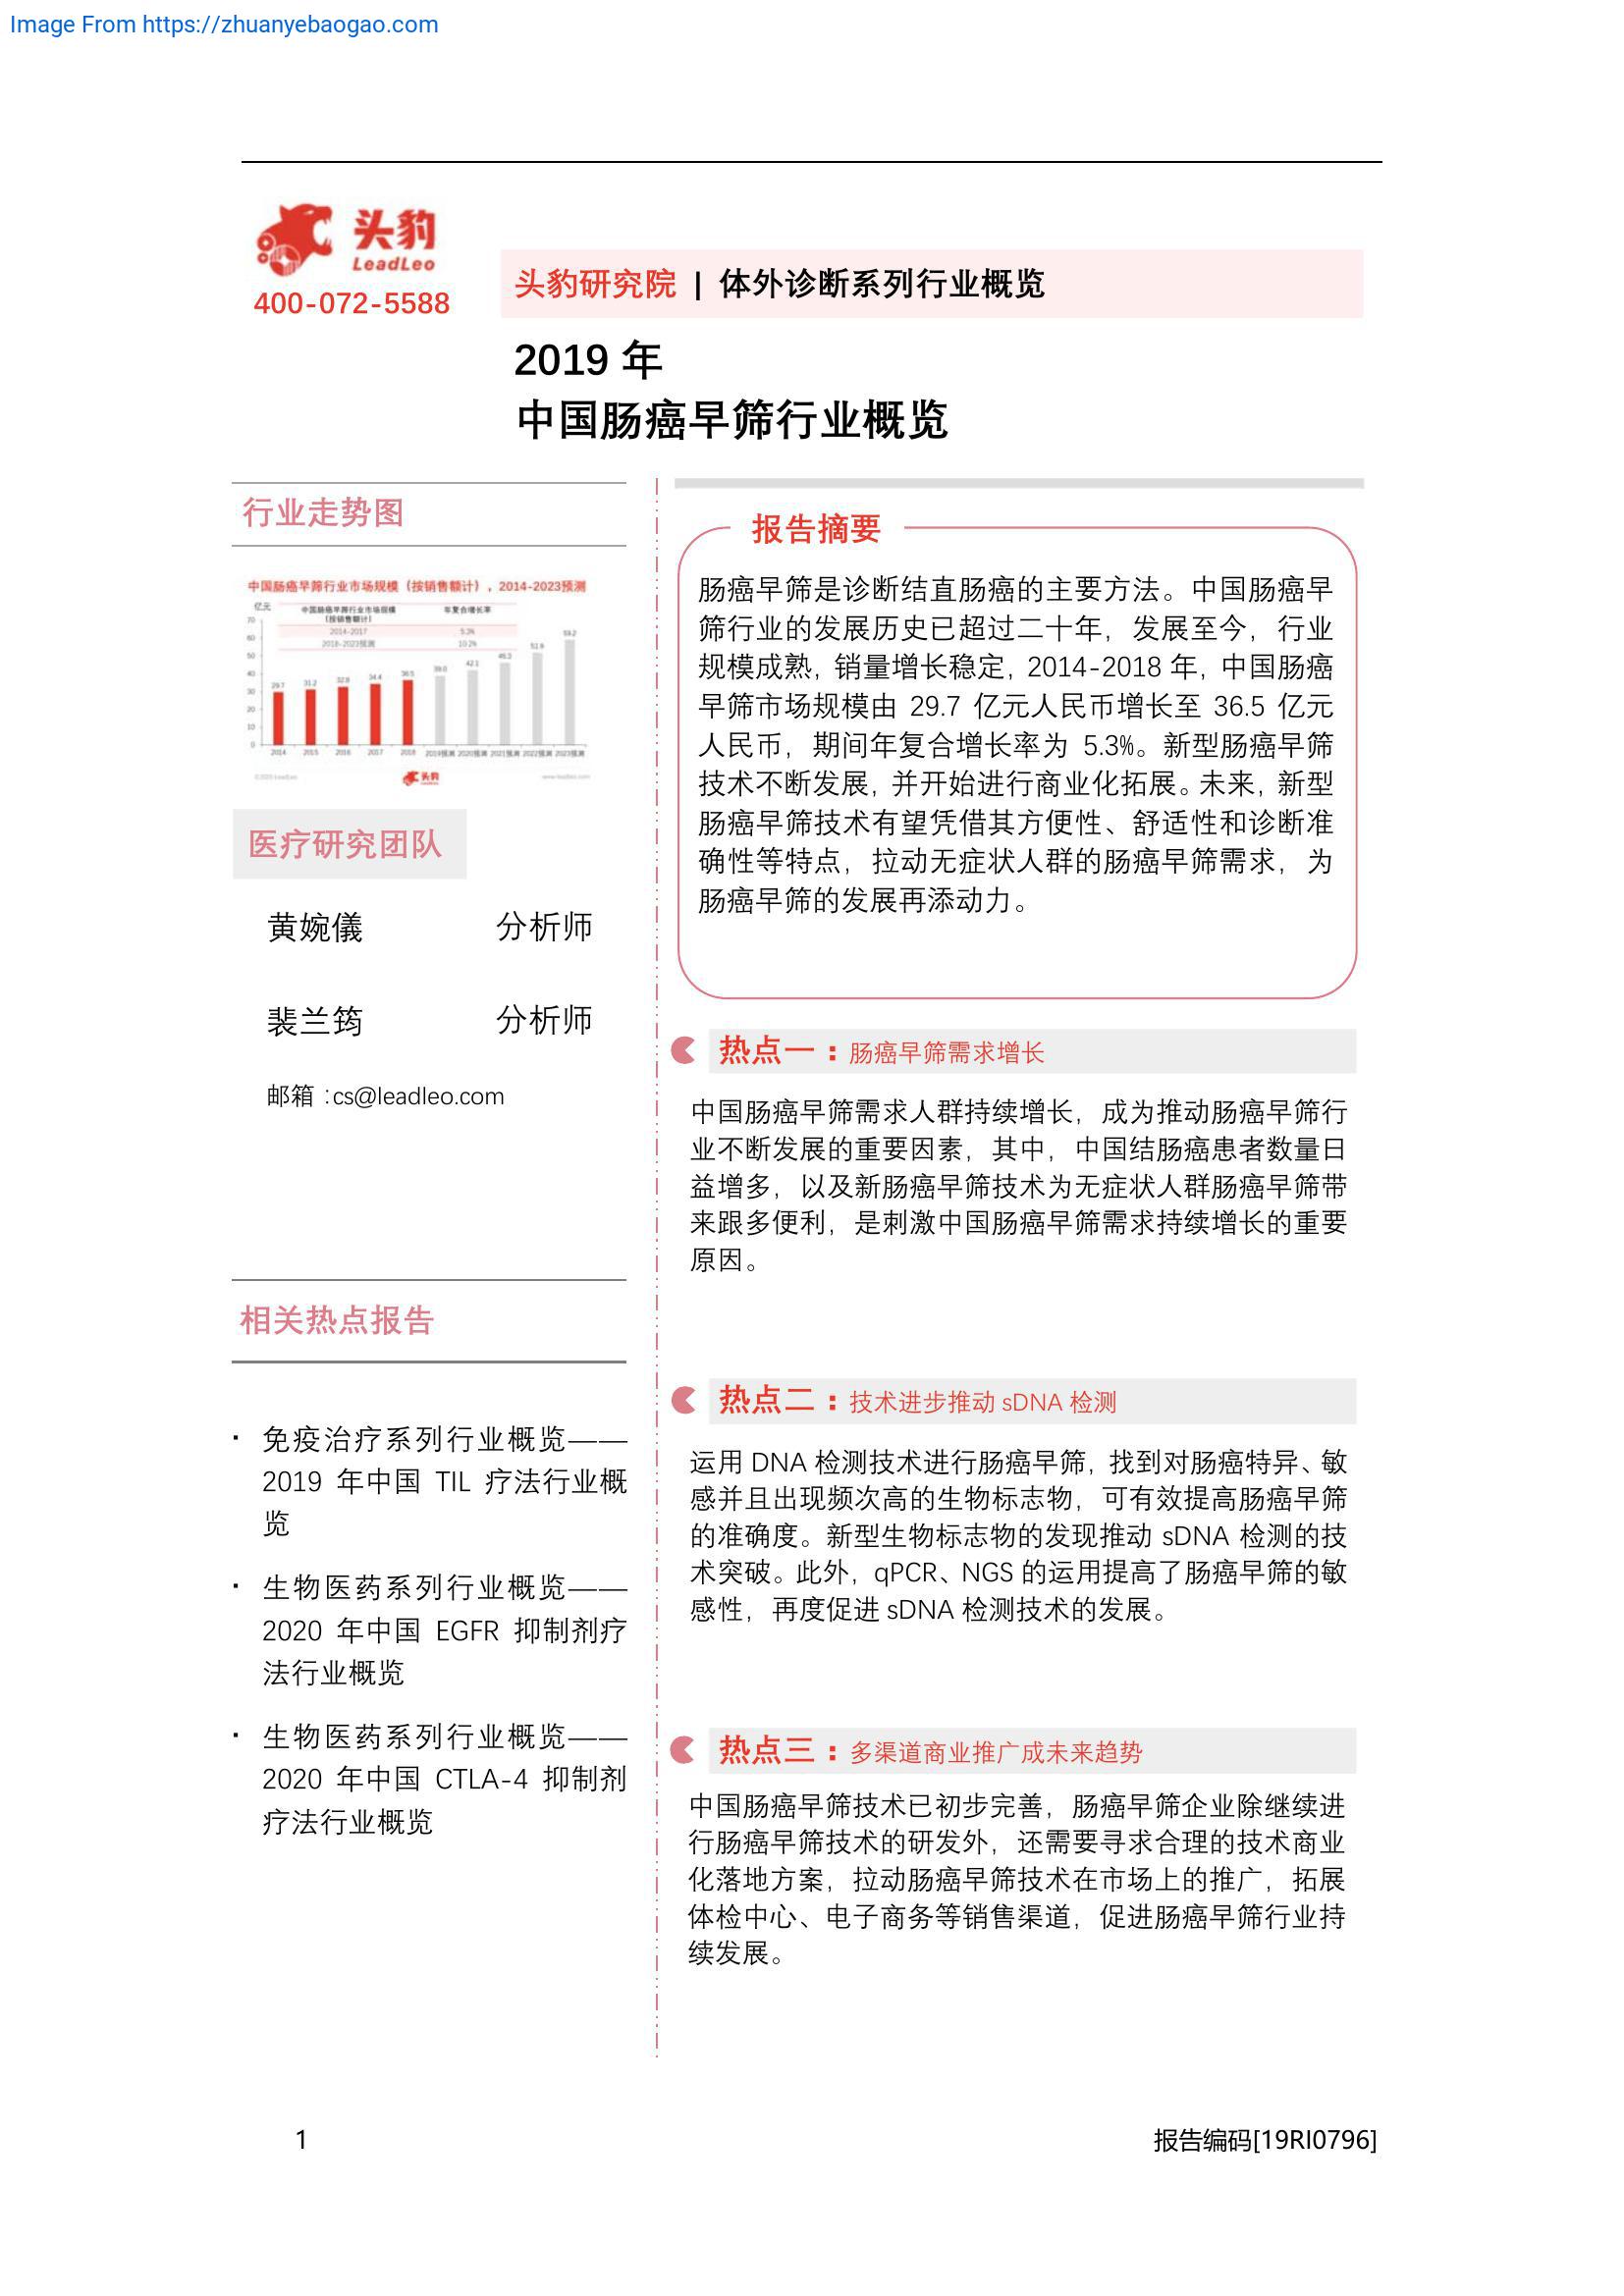 Image From https://zhuanyebaogao.com
头豹
LeadLeo
400-072-5588
头豹研究院 | 体外诊断系列行业概览
2019 年
中国肠癌早筛行业概览
行业走势图
中国肠癌早筛行业市场规模（按销售额计），2014-2023预测
亿元
中国肠癌早筛行业市场规模 年复合增长率
（按销售额计）
2014-2017 5.3%
2018-2023预测 10.2%
70
60
50
40
30
20
10
0
29.7 31.2 32.8 34.4 36.5 39.0 42.1 46.3 51.9 59.2
2014 2015 2016 2017 2018 2019预测 2020预测 2021预测 2022预测 2023预测
©2020 LeadLeo 头豹 www.leadleo.com
LeadLeo
医疗研究团队
黄婉儀 分析师
裴兰筠 分析师
邮箱：cs@leadleo.com
相关热点报告
· 免疫治疗系列行业概览——
2019 年中国 TIL 疗法行业概
览
· 生物医药系列行业概览——
2020 年中国 EGFR 抑制剂疗
法行业概览
· 生物医药系列行业概览——
2020 年中国 CTLA-4 抑制剂
疗法行业概览
报告摘要
肠癌早筛是诊断结直肠癌的主要方法。中国肠癌早
筛行业的发展历史已超过二十年，发展至今，行业
规模成熟，销量增长稳定，2014-2018 年，中国肠癌
早筛市场规模由 29.7 亿元人民币增长至 36.5 亿元
人民币，期间年复合增长率为 5.3%。新型肠癌早筛
技术不断发展，并开始进行商业化拓展。未来，新型
肠癌早筛技术有望凭借其方便性、舒适性和诊断准
确性等特点，拉动无症状人群的肠癌早筛需求，为
肠癌早筛的发展再添动力。
热点一：肠癌早筛需求增长
中国肠癌早筛需求人群持续增长，成为推动肠癌早筛行
业不断发展的重要因素，其中，中国结肠癌患者数量日
益增多，以及新肠癌早筛技术为无症状人群肠癌早筛带
来跟多便利，是刺激中国肠癌早筛需求持续增长的重要
原因。
热点二：技术进步推动 sDNA 检测
运用 DNA 检测技术进行肠癌早筛，找到对肠癌特异、敏
感并且出现频次高的生物标志物，可有效提高肠癌早筛
的准确度。新型生物标志物的发现推动 sDNA 检测的技
术突破。此外，qPCR、NGS 的运用提高了肠癌早筛的敏
感性，再度促进 sDNA 检测技术的发展。
热点三：多渠道商业推广成未来趋势
中国肠癌早筛技术已初步完善，肠癌早筛企业除继续进
行肠癌早筛技术的研发外，还需要寻求合理的技术商业
化落地方案，拉动肠癌早筛技术在市场上的推广，拓展
体检中心、电子商务等销售渠道，促进肠癌早筛行业持
续发展。
1 报告编码[19RI0796]